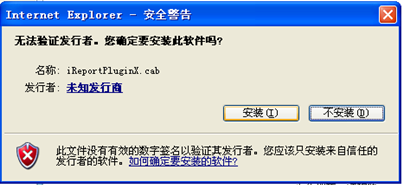 Internet Explorer - 安全警告
无法验证发行者。您确定要安装此软件吗?
名称: iReportPluginX.cab
发行者: 未知发行商
安装(I) 不安装(D)
此文件没有有效的数字签名以验证其发行者。您应该只安装来自信任的
发行者的软件。如何确定要安装的软件?